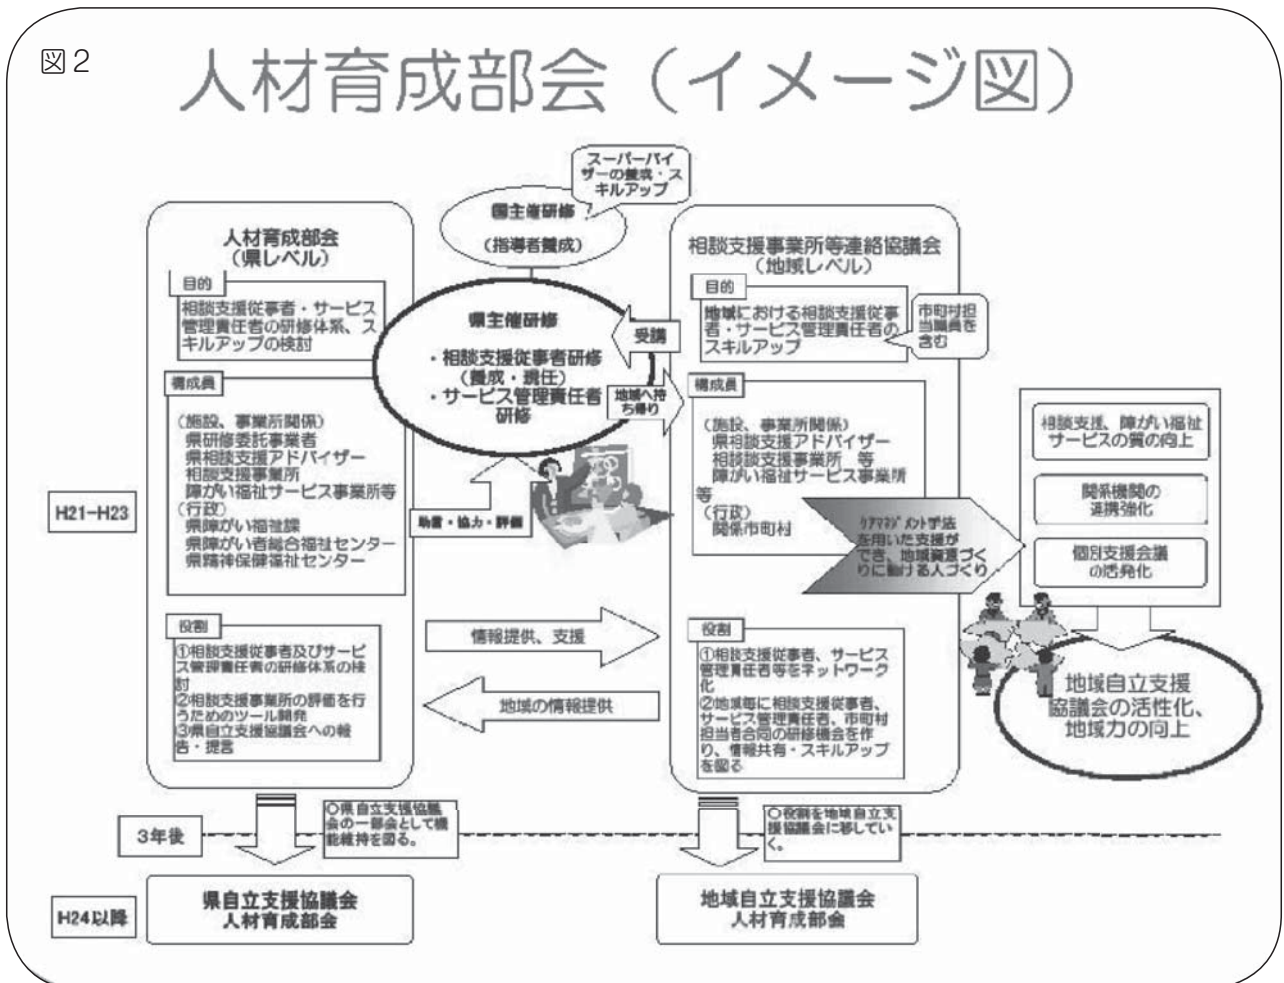 図2
人材育成部会（イメージ図）
スーパーバイ
ザーの養成・ス
キルアップ
国主催研修
（指導者養成）
人材育成部会
（県レベル）
目的
相談支援従事者・サービス
管理責任者の研修体系、ス
キルアップの検討
県主催研修
・相談支援従事者研修
（養成・現任）
・サービス管理責任者
研修
受講
地域へ持
ち帰り
相談支援事業所等連絡協議会
（地域レベル）
目的
地域における相談支援従事
者・サービス管理責任者の
スキルアップ
市町村担
当職員を
含む
構成員
（施設、事業所関係）
県研修委託事業者
県相談支援アドバイザー
相談支援事業所
障がい福祉サービス事業所等
（行政）
県障がい福祉課
県障がい者総合福祉センター
県精神保健福祉センター
助言・協力・評価
構成員
（施設、事業所関係）
県相談支援アドバイザー
相談談支援事業所　等
障がい福祉サービス事業所
等
（行政）
関係市町村
H21−H23
ケアマネジメント手法
を用いた支援が
でき、地域資源づく
りに働ける人づくり
相談支援、障がい福祉
サービスの質の向上
関係機関の
連携強化
個別支援会議
の活発化
地域自立支援
協議会の活性化、
地域力の向上
役割
①相談支援従事者及びサービ
ス管理責任者の研修体系の検
討
②相談支援事業所の評価を行
うためのツール開発
③県自立支援協議会への報
告・提言
情報提供、支援
地域の情報提供
役割
①相談支援従事者、サービス
管理責任者等をネットワーク
化
②地域毎に相談支援従事者、
サービス管理責任者、市町村
担当者合同の研修機会を作
り、情報共有・スキルアップ
を図る
3年後
○県自立支援協議
会の一部会として機
能維持を図る。
○役割を地域自立支
援協議会に移してい
く。
H24以降
県自立支援協議会
人材育成部会
地域自立支援協議会
人材育成部会